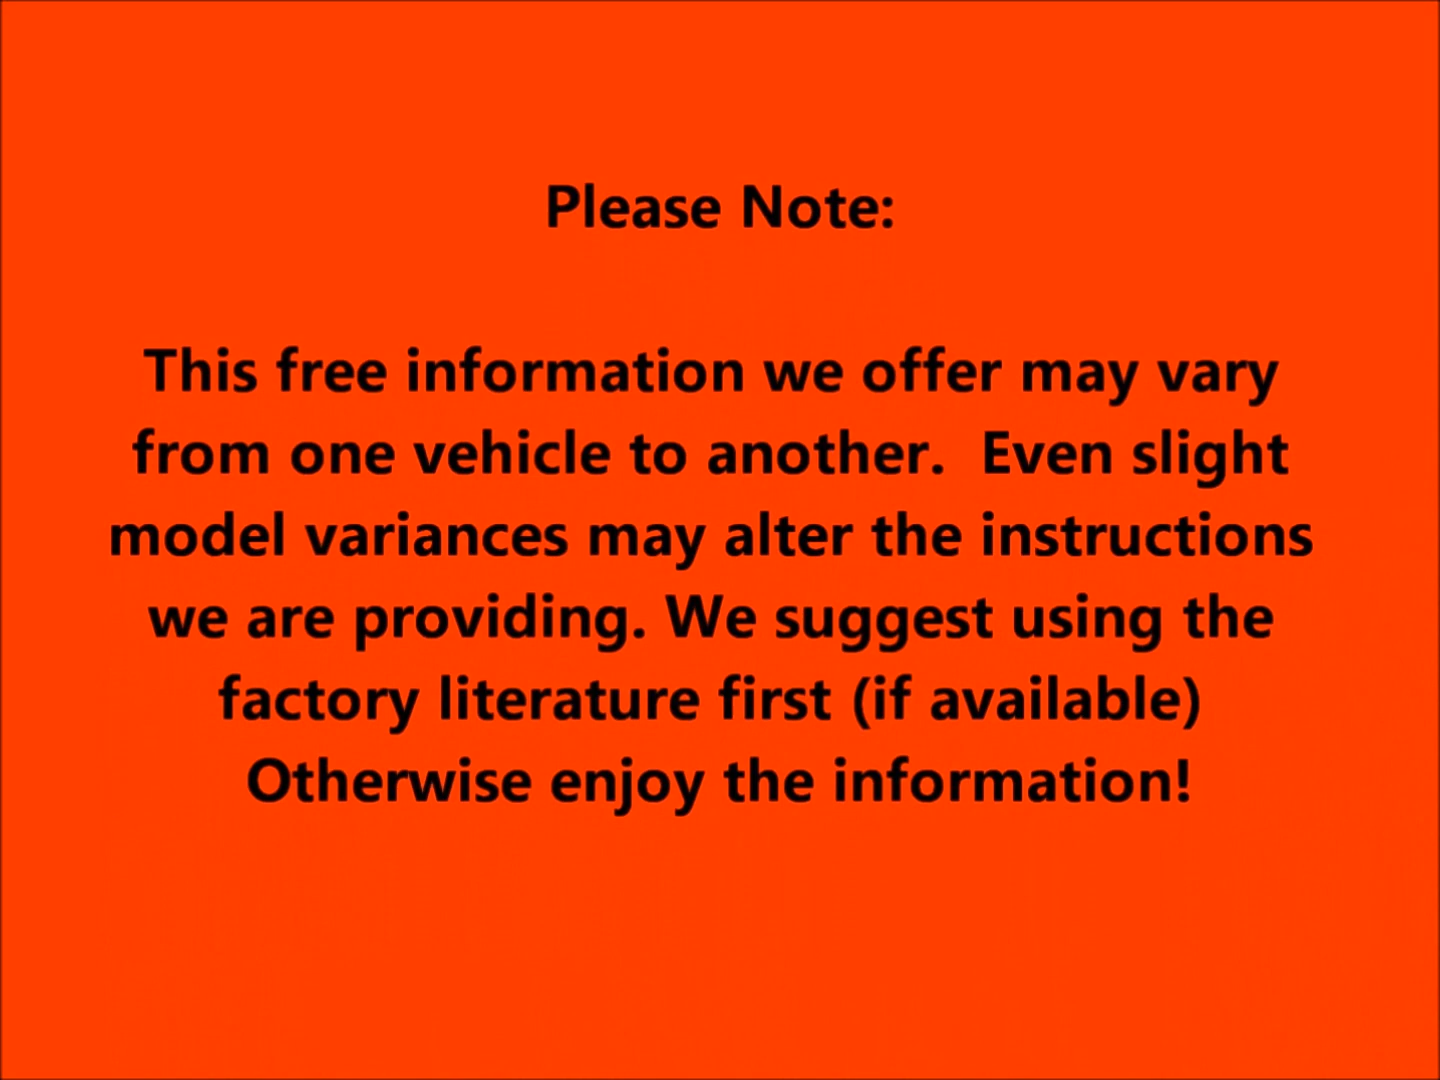 Please Note:
This free information we offer may vary
from one vehicle to another.  Even slight
model variances may alter the instructions
we are providing. We suggest using the
factory literature first (if available)
Otherwise enjoy the information!